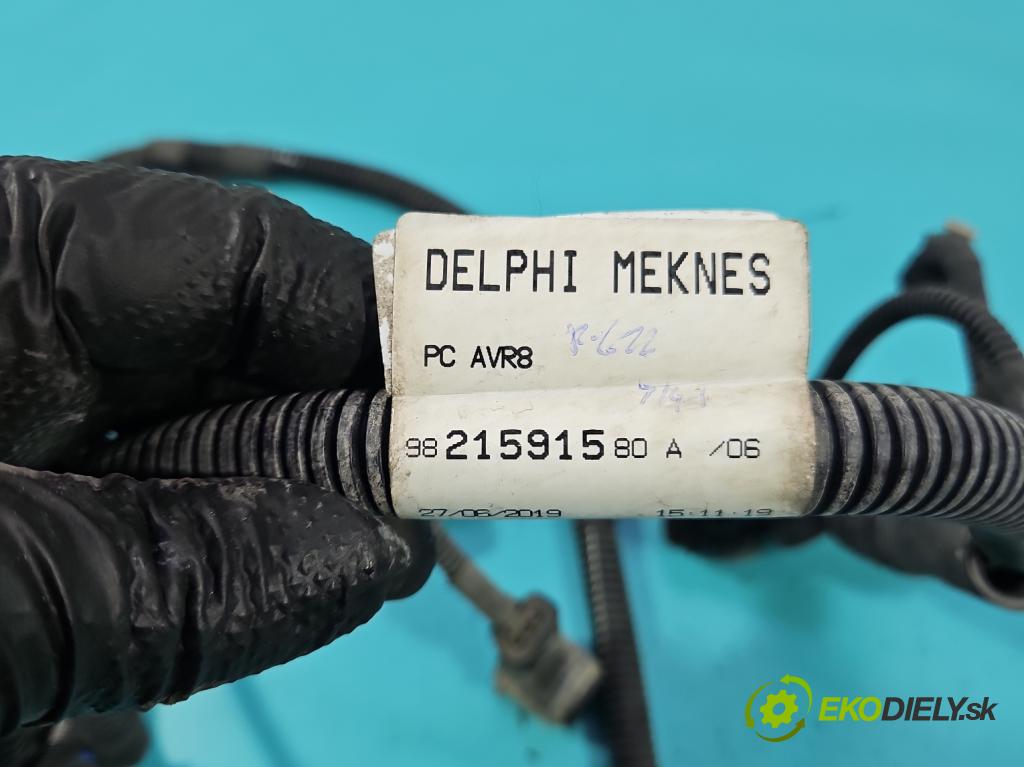 DELPHI MEKNES
PC AVR8
98 215915 80 A /06
27/06/2019 15:11:19
EKODIELY.sk